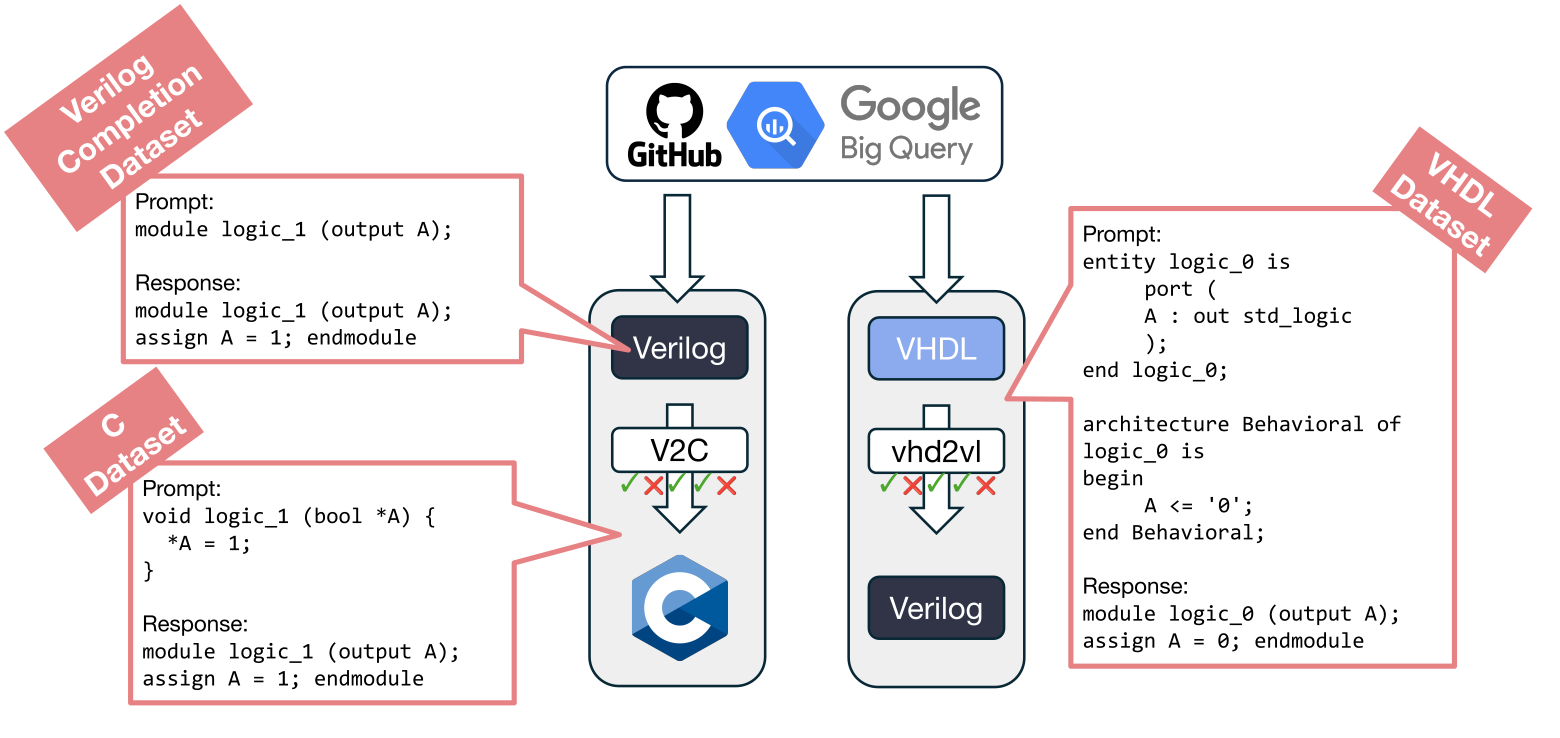 Verilog
Completion
Dataset
Prompt:
module logic_1 (output A);
Response:
module logic_1 (output A);
assign A = 1; endmodule
C
Dataset
Prompt:
void logic_1 (bool *A) {
*A = 1;
}
Response:
module logic_1 (output A);
assign A = 1; endmodule
GitHub
Google
Big Query
Verilog
V2C
C
VHDL
vhd2vl
Verilog
VHDL
Dataset
Prompt:
entity logic_0 is
port (
A : out std_logic
);
end logic_0;
architecture Behavioral of
logic_0 is
begin
A <= '0';
end Behavioral;
Response:
module logic_0 (output A);
assign A = 0; endmodule